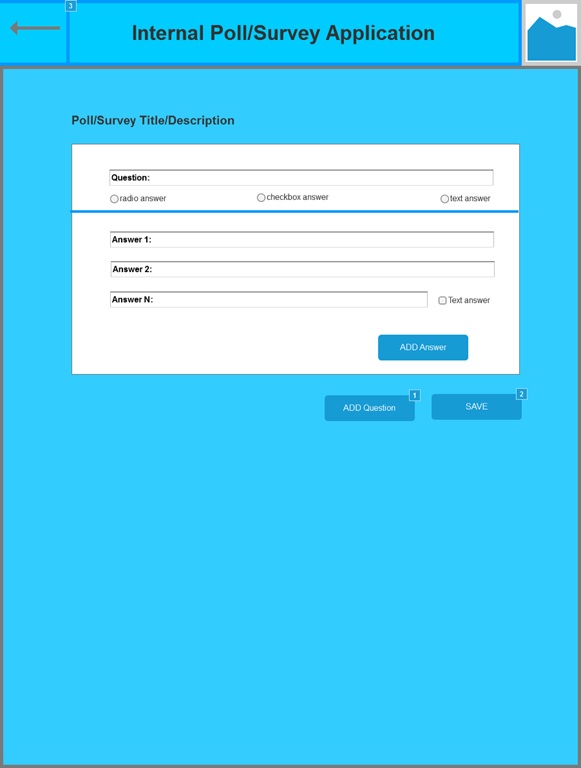 3
Internal Poll/Survey Application
Poll/Survey Title/Description
Question:
radio answer checkbox answer text answer
Answer 1:
Answer 2:
Answer N: Text answer
ADD Answer
1 2
ADD Question SAVE